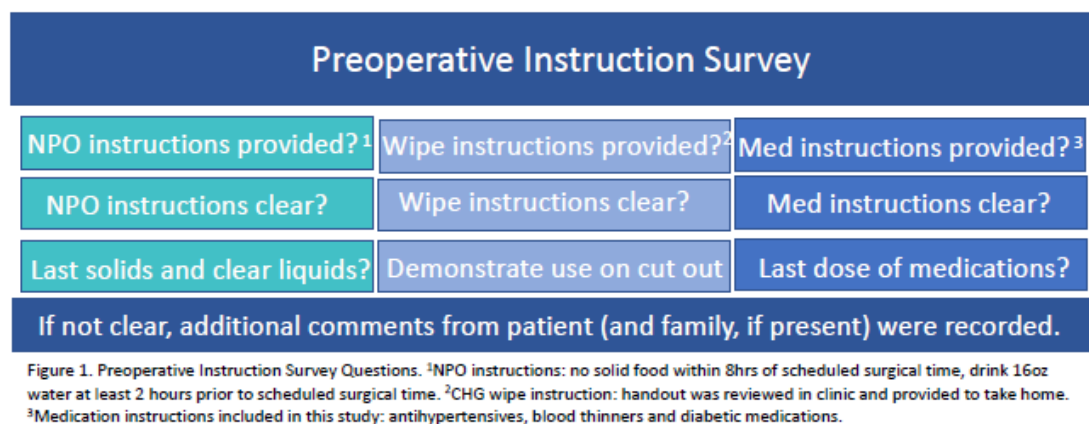 Preoperative Instruction Survey
NPO instructions provided?¹ Wipe instructions provided?² Med instructions provided?³
NPO instructions clear? Wipe instructions clear? Med instructions clear?
Last solids and clear liquids? Demonstrate use on cut out Last dose of medications?
If not clear, additional comments from patient (and family, if present) were recorded.
Figure 1. Preoperative Instruction Survey Questions. ¹NPO instructions: no solid food within 8hrs of scheduled surgical time, drink 16oz
water at least 2 hours prior to scheduled surgical time. ²CHG wipe instruction: handout was reviewed in clinic and provided to take home.
³Medication instructions included in this study: antihypertensives, blood thinners and diabetic medications.